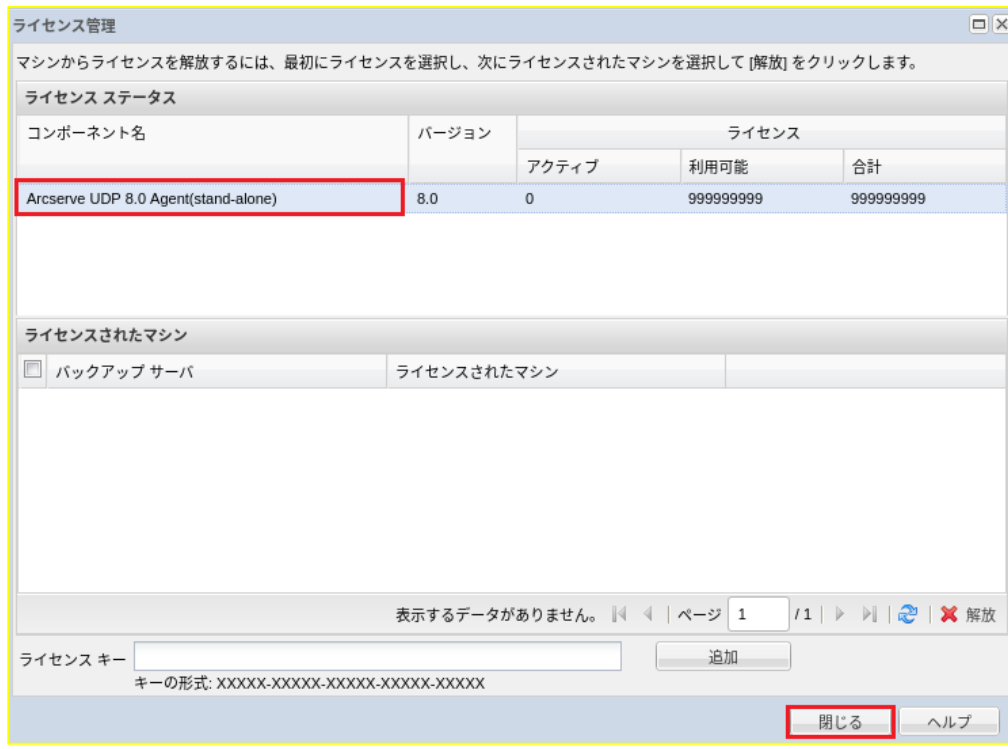 ライセンス管理
マシンからライセンスを解放するには、最初にライセンスを選択し、次にライセンスされたマシンを選択して [解放] をクリックします。
ライセンス ステータス
コンポーネント名 バージョン ライセンス
アクティブ 利用可能 合計
Arcserve UDP 8.0 Agent(stand-alone) 8.0 0 999999999 999999999
ライセンスされたマシン
バックアップ サーバ ライセンスされたマシン
表示するデータがありません。 ページ 1 / 1 解放
ライセンス キー 追加
キーの形式: XXXXX-XXXXX-XXXXX-XXXXX-XXXXX
閉じる ヘルプ